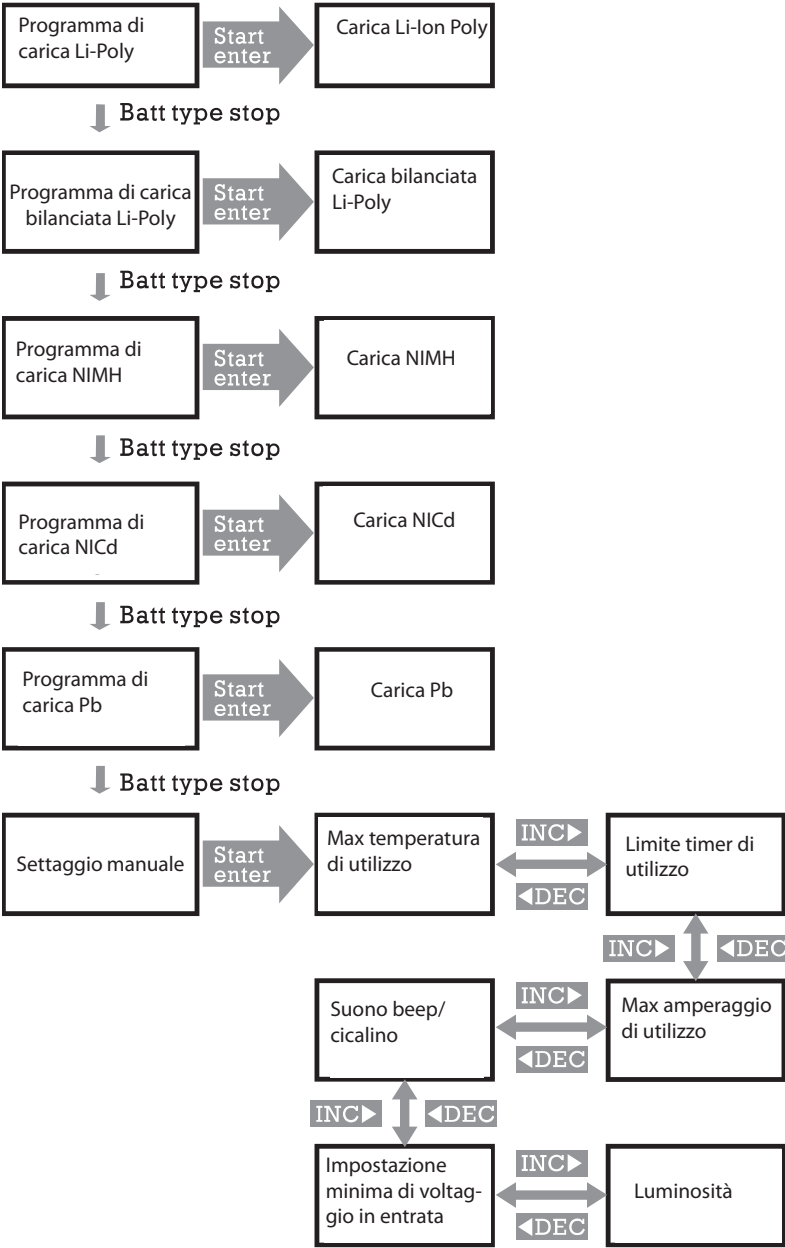 Programma di
carica Li-Poly
Start
enter
Carica Li-Ion Poly
Batt type stop
Programma di carica
bilanciata Li-Poly
Start
enter
Carica bilanciata
Li-Poly
Batt type stop
Programma di
carica NIMH
Start
enter
Carica NIMH
Batt type stop
Programma di
carica NICd
Start
enter
Carica NICd
Batt type stop
Programma di
carica Pb
Start
enter
Carica Pb
Batt type stop
Settaggio manuale
Start
enter
Max temperatura
di utilizzo
INC▶
◀DEC
Limite timer di
utilizzo
INC▶
◀DEC
Suono beep/
cicalino
INC▶
◀DEC
Max amperaggio
di utilizzo
INC▶
◀DEC
Impostazione
minima di voltag-
gio in entrata
INC▶
◀DEC
Luminosità